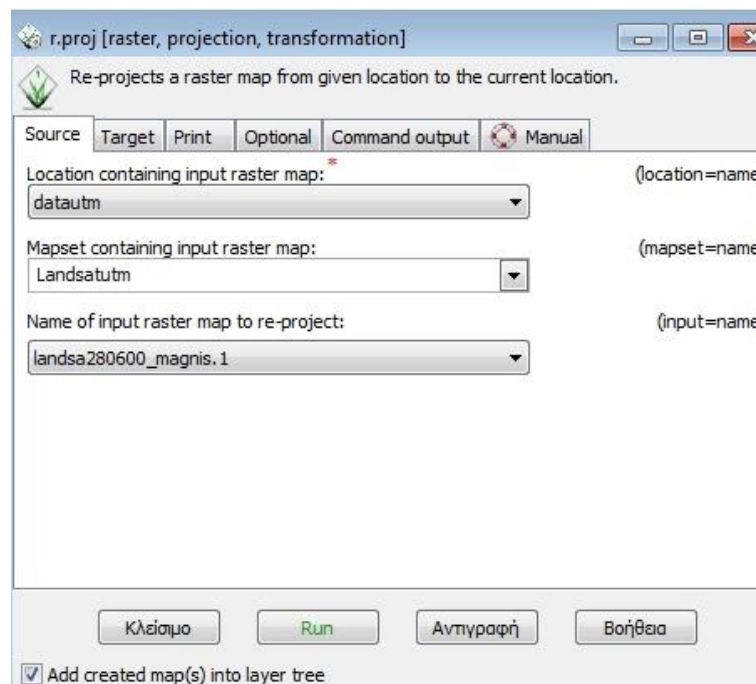 r.proj [raster, projection, transformation]
Re-projects a raster map from given location to the current location.
Source Target Print Optional Command output Manual
Location containing input raster map:* (location=name
datautm
Mapset containing input raster map: (mapset=name
Landsatutm
Name of input raster map to re-project: (input=name
landsa280600_magnis.1
Κλείσιμο Run Αντιγραφή Βοήθεια
Add created map(s) into layer tree